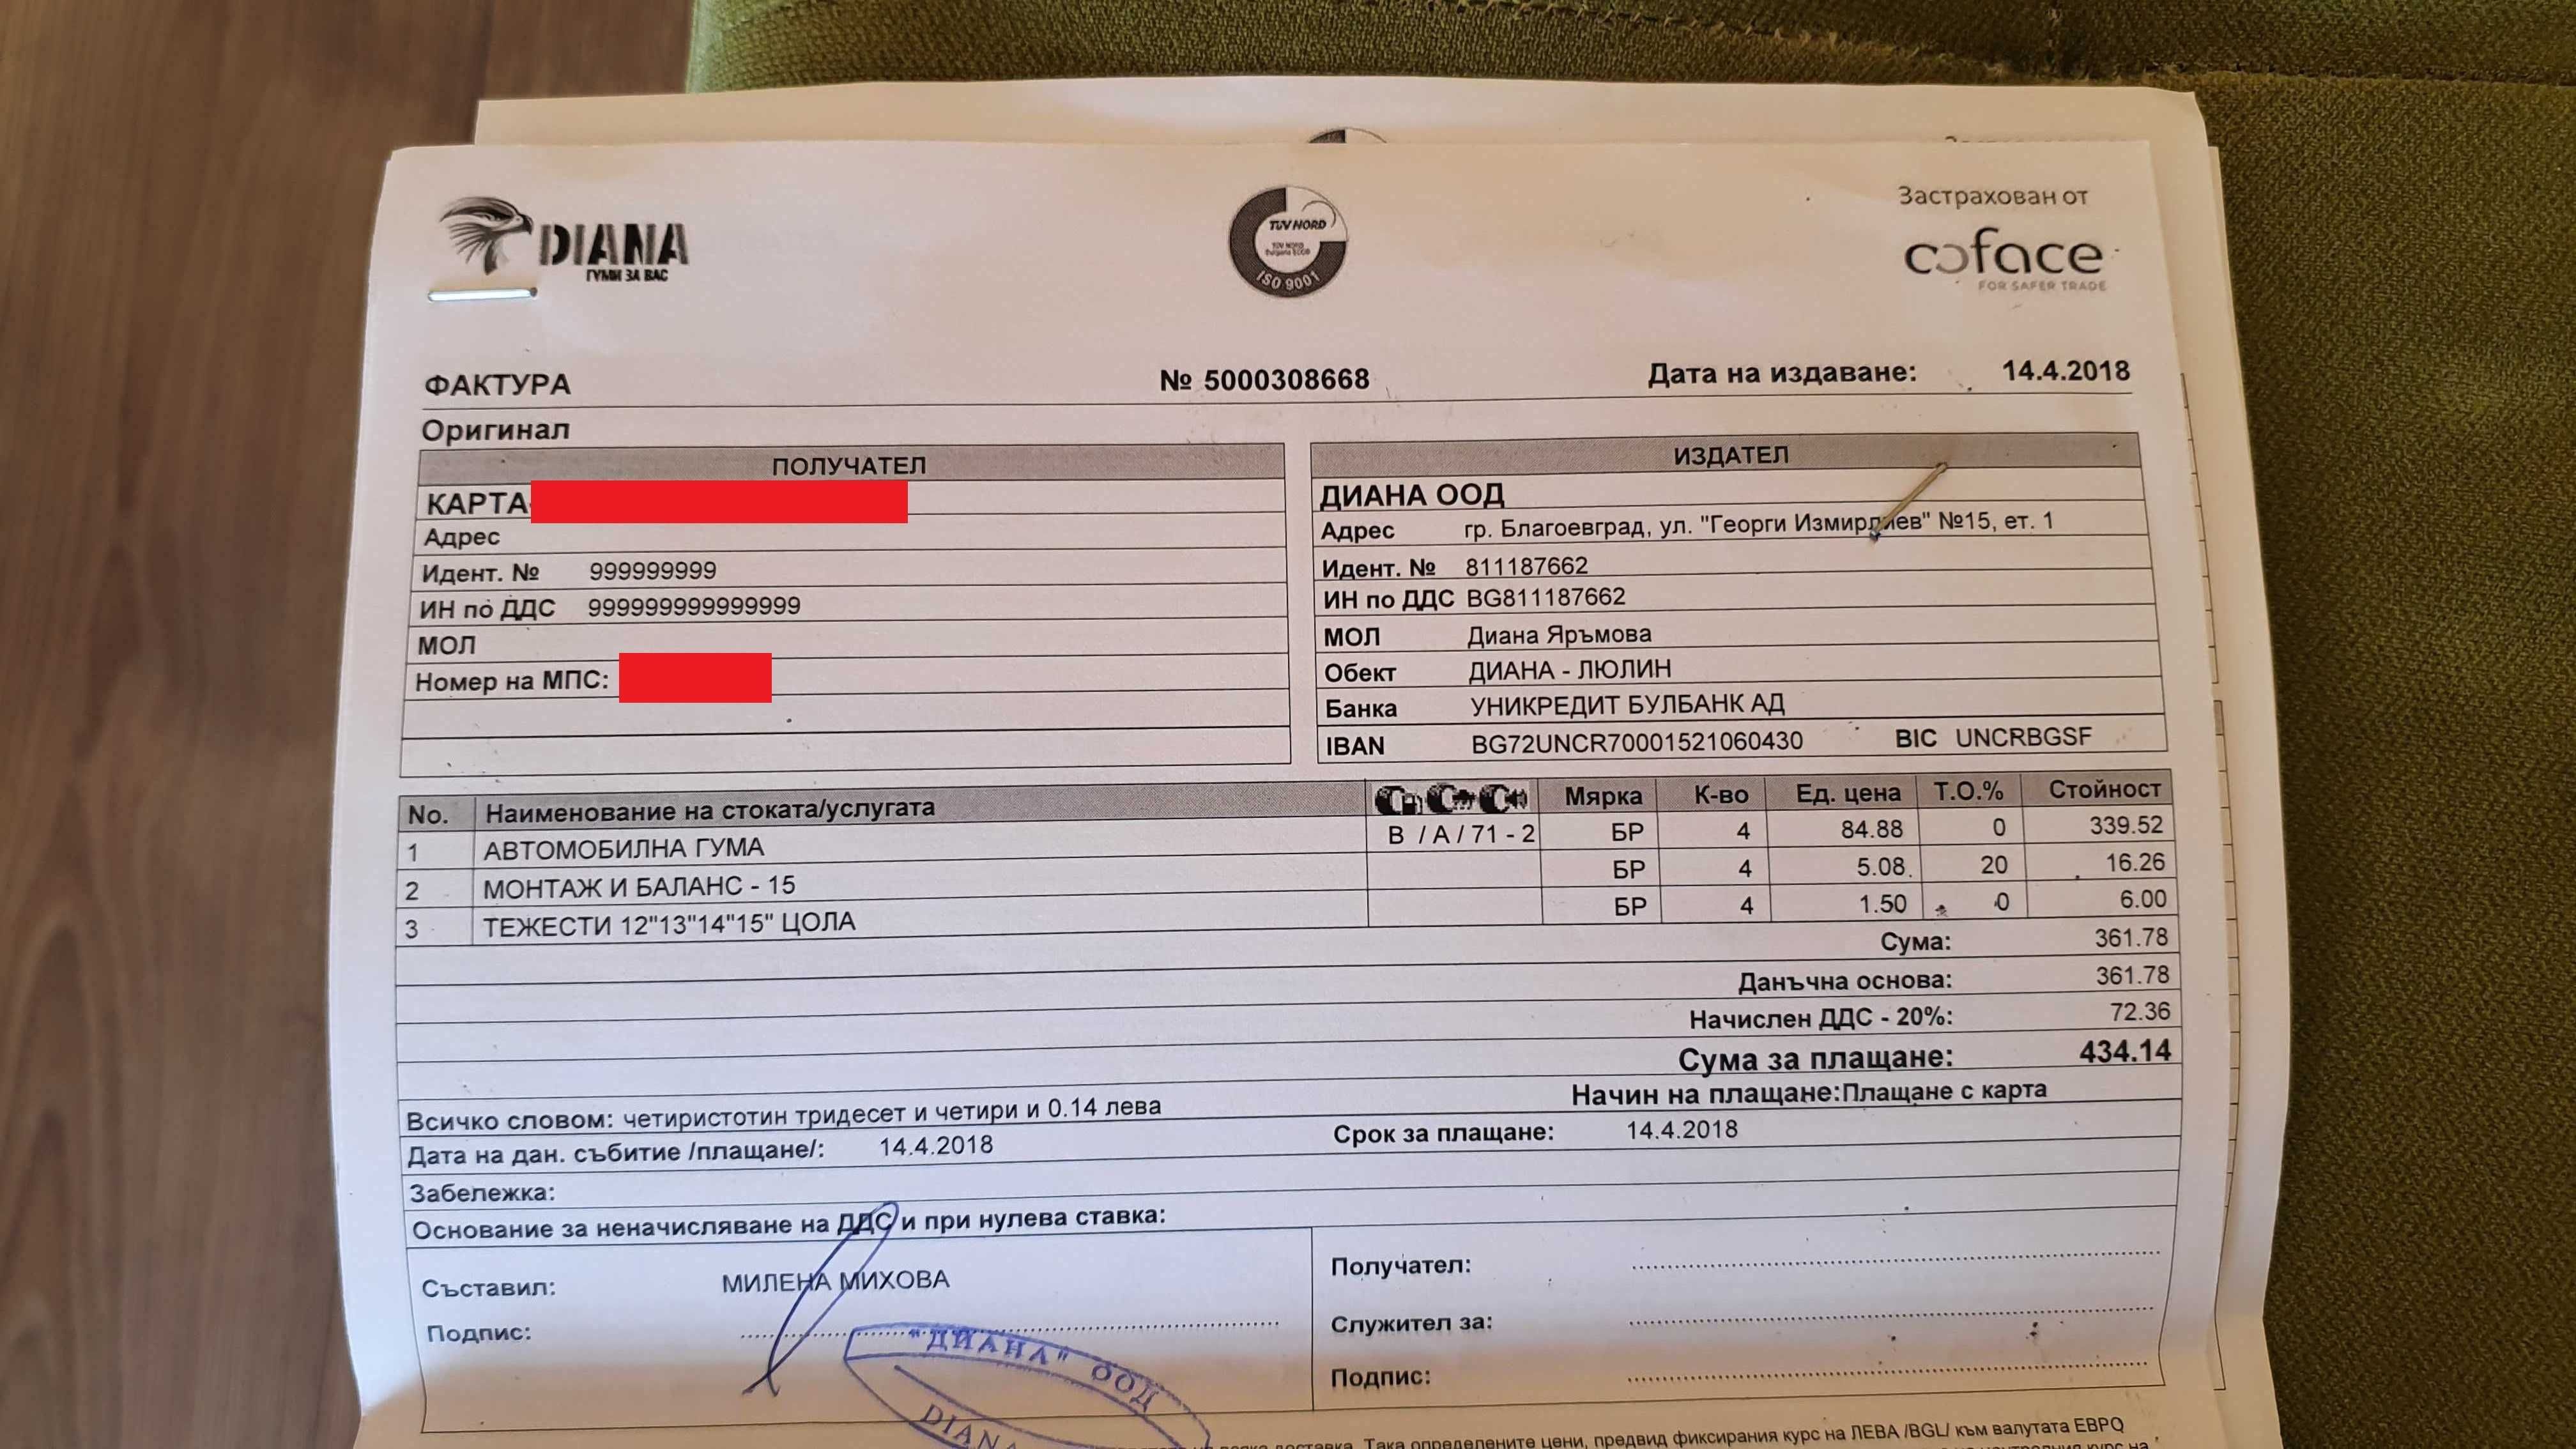 DIANA
ГУМИ ЗА ВАС
TUV NORD
TUV NORD
Bulgaria EOOD
ISO 9001
Застрахован от
coface
FOR SAFER TRADE
ФАКТУРА № 5000308668 Дата на издаване: 14.4.2018
Оригинал
ПОЛУЧАТЕЛ
КАРТА-
Адрес
Идент. № 999999999
ИН по ДДС 999999999999999
МОЛ
Номер на МПС:
ИЗДАТЕЛ
ДИАНА ООД
Адрес гр. Благоевград, ул. "Георги Измирлиев" №15, ет. 1
Идент. № 811187662
ИН по ДДС BG811187662
МОЛ Диана Яръмова
Обект ДИАНА - ЛЮЛИН
Банка УНИКРЕДИТ БУЛБАНК АД
IBAN BG72UNCR70001521060430 BIC UNCRBGSF
No. Наименование на стоката/услугата Мярка К-во Ед. цена Т.О.% Стойност
1 АВТОМОБИЛНА ГУМА B / A / 71 - 2 БР 4 84.88 0 339.52
2 МОНТАЖ И БАЛАНС - 15 БР 4 5.08 20 16.26
3 ТЕЖЕСТИ 12"13"14"15" ЦОЛА БР 4 1.50 0 6.00
Сума: 361.78
Данъчна основа: 361.78
Начислен ДДС - 20%: 72.36
Сума за плащане: 434.14
Всичко словом: четиристотин тридесет и четири и 0.14 лева Начин на плащане:Плащане с карта
Дата на дан. събитие /плащане/: 14.4.2018 Срок за плащане: 14.4.2018
Забележка:
Основание за неначисляване на ДДС и при нулева ставка:
Съставил: МИЛЕНА МИХОВА
Подпис:
Получател:
Служител за:
Подпис:
"ДИАНА" ООД
DIANA
доставка. Така определените цени, предвид фиксирания курс на ЛЕВА /BGL/ към валутата ЕВРО